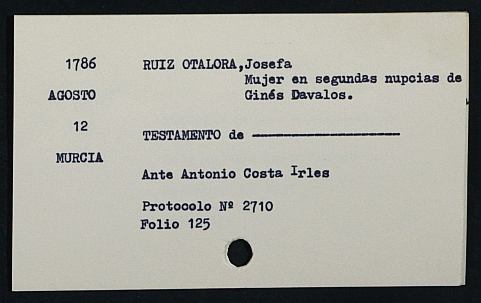 1786 RUIZ OTALORA, Josefa
Mujer en segundas nupcias de
AGOSTO Ginés Davalos.
12
TESTAMENTO de --------------------
MURCIA
Ante Antonio Costa Irles
Protocolo Nº 2710
Folio 125